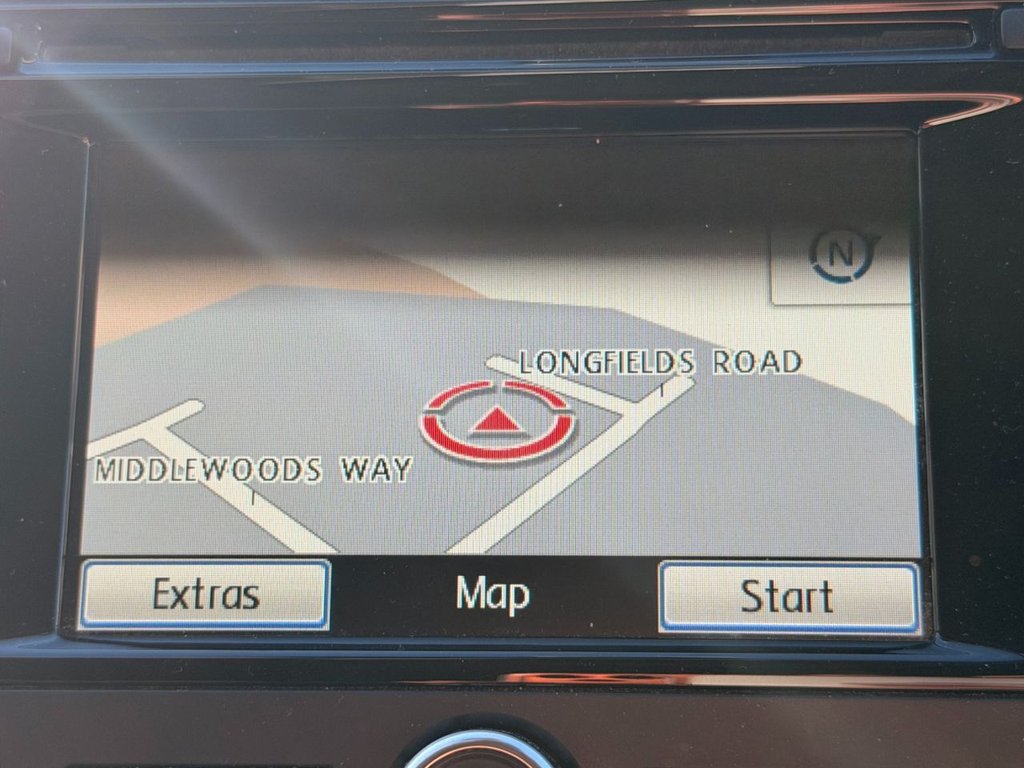 N
LONGFIELDS ROAD
MIDDLEWOODS WAY
Extras Map Start